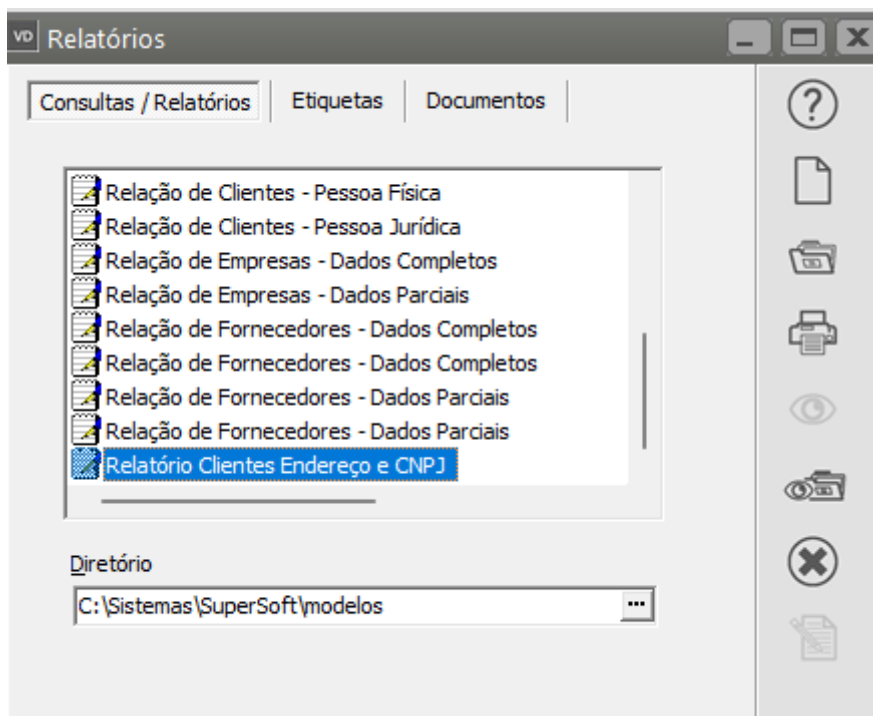 VD Relatórios
Consultas / Relatórios Etiquetas Documentos
Relação de Clientes - Pessoa Física
Relação de Clientes - Pessoa Jurídica
Relação de Empresas - Dados Completos
Relação de Empresas - Dados Parciais
Relação de Fornecedores - Dados Completos
Relação de Fornecedores - Dados Completos
Relação de Fornecedores - Dados Parciais
Relação de Fornecedores - Dados Parciais
Relatório Clientes Endereço e CNPJ
Diretório
C:\Sistemas\SuperSoft\modelos ...